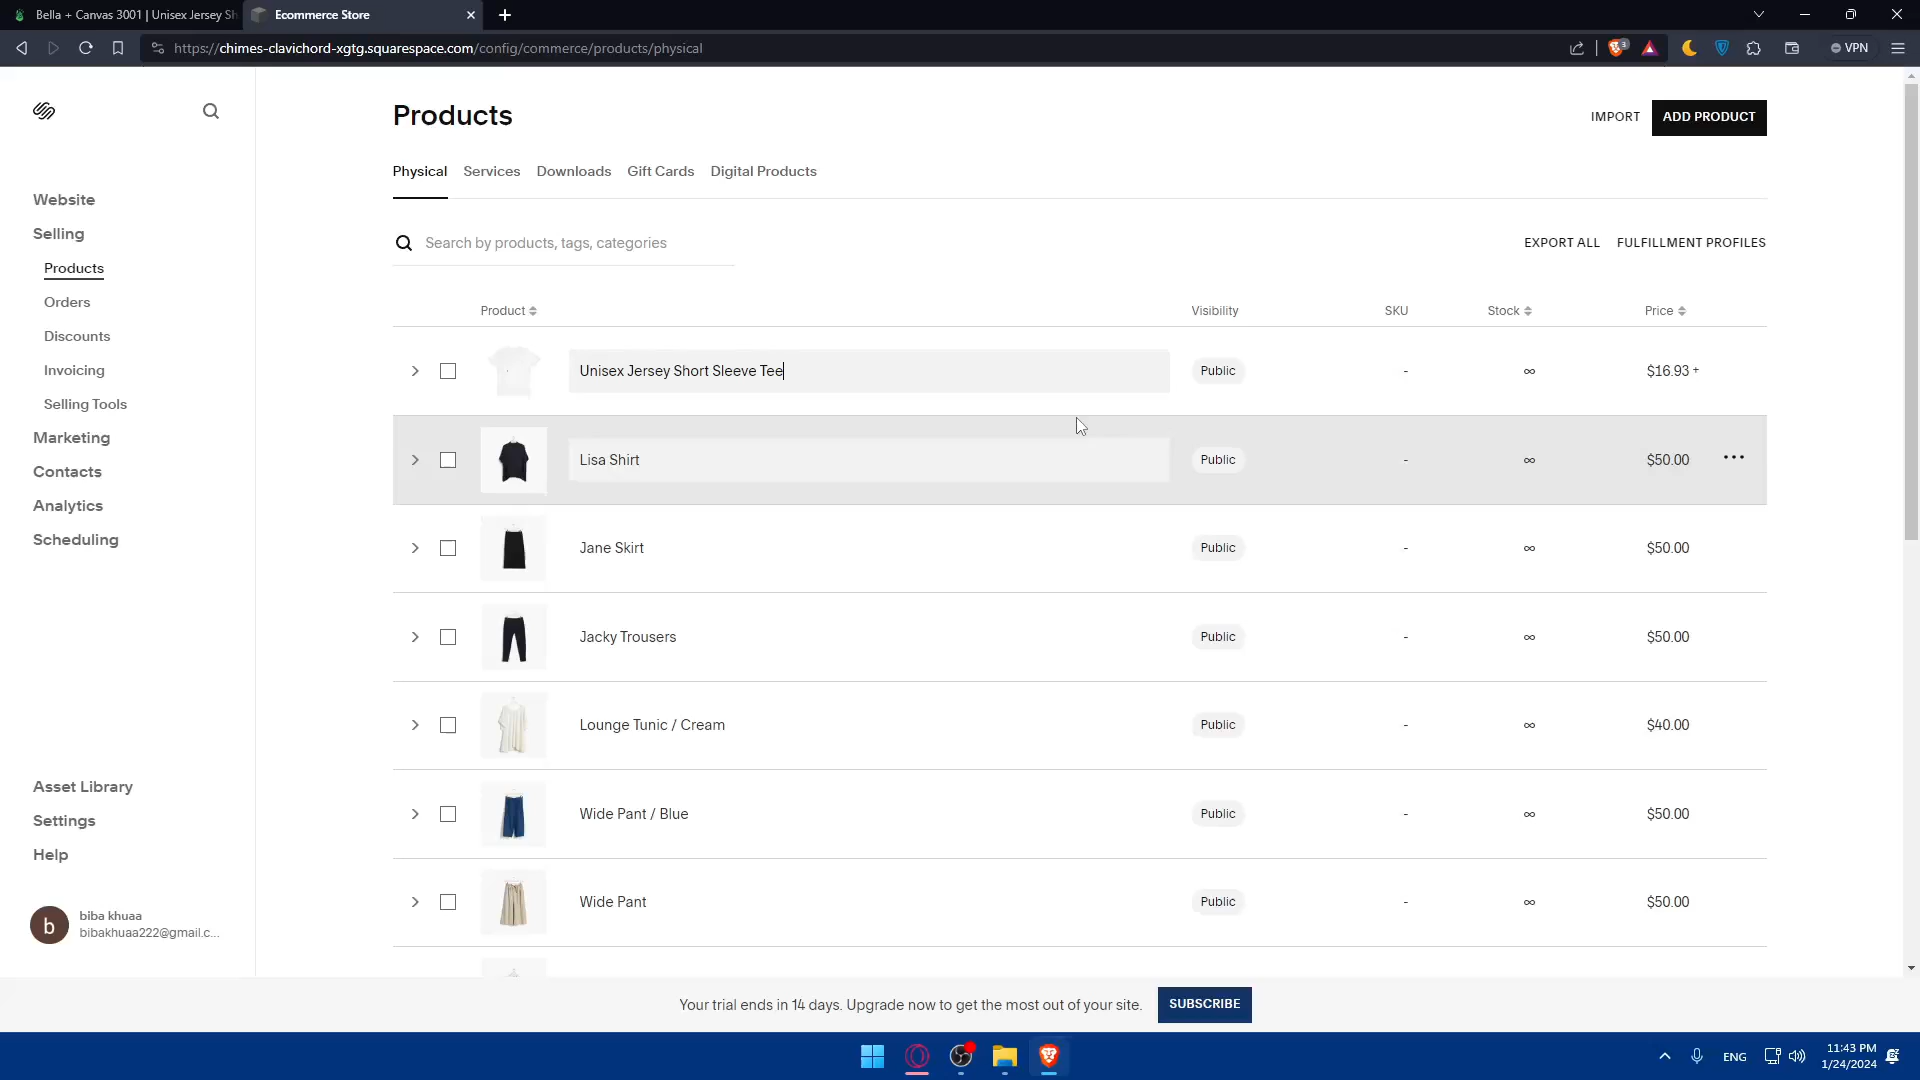 Bella + Canvas 3001 | Unisex Jersey Sh
Ecommerce Store
https://chimes-clavichord-xgtg.squarespace.com/config/commerce/products/physical
3
VPN
Products
IMPORT
ADD PRODUCT
Physical
Services
Downloads
Gift Cards
Digital Products
Website
Selling
Products
Orders
Discounts
Invoicing
Selling Tools
Marketing
Contacts
Analytics
Scheduling
Asset Library
Settings
Help
b
biba khuaa
bibakhuaa222@gmail.c...
Search by products, tags, categories
EXPORT ALL
FULFILLMENT PROFILES
Product
Visibility
SKU
Stock
Price
Unisex Jersey Short Sleeve Tee
Public
-
∞
$16.93 +
Lisa Shirt
Public
-
∞
$50.00
Jane Skirt
Public
-
∞
$50.00
Jacky Trousers
Public
-
∞
$50.00
Lounge Tunic / Cream
Public
-
∞
$40.00
Wide Pant / Blue
Public
-
∞
$50.00
Wide Pant
Public
-
∞
$50.00
Your trial ends in 14 days. Upgrade now to get the most out of your site.
SUBSCRIBE
ENG
11:43 PM
1/24/2024